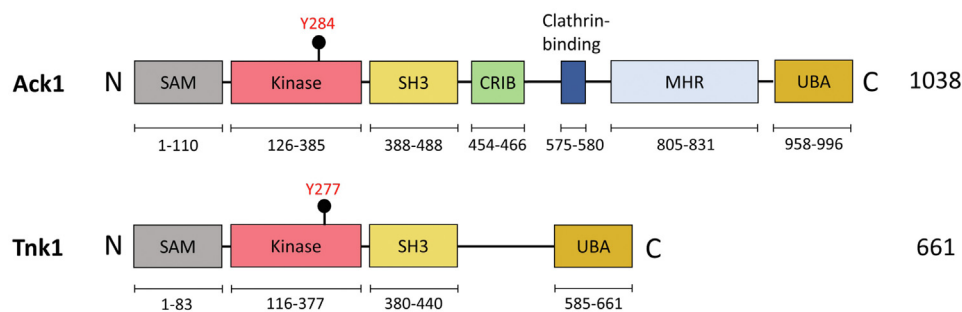 Y284
Clathrin-
binding
Ack1 N SAM Kinase SH3 CRIB MHR UBA C 1038
1-110 126-385 388-488 454-466 575-580 805-831 958-996
Y277
Tnk1 N SAM Kinase SH3 UBA C 661
1-83 116-377 380-440 585-661